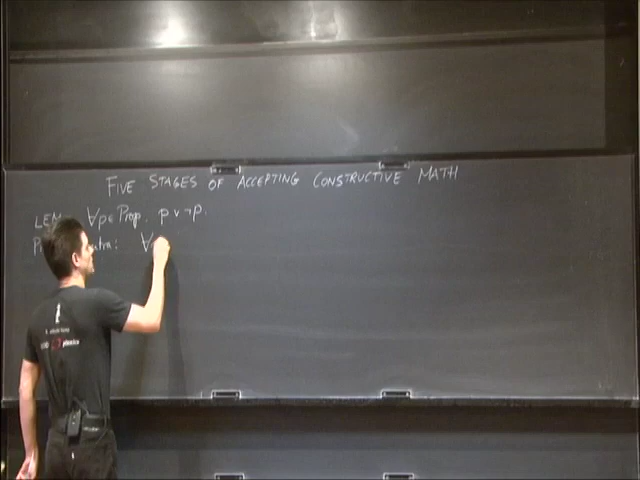 FIVE STAGES OF ACCEPTING CONSTRUCTIVE MATH
LEM ∀p∈Prop. p ∨ ¬p.
∀